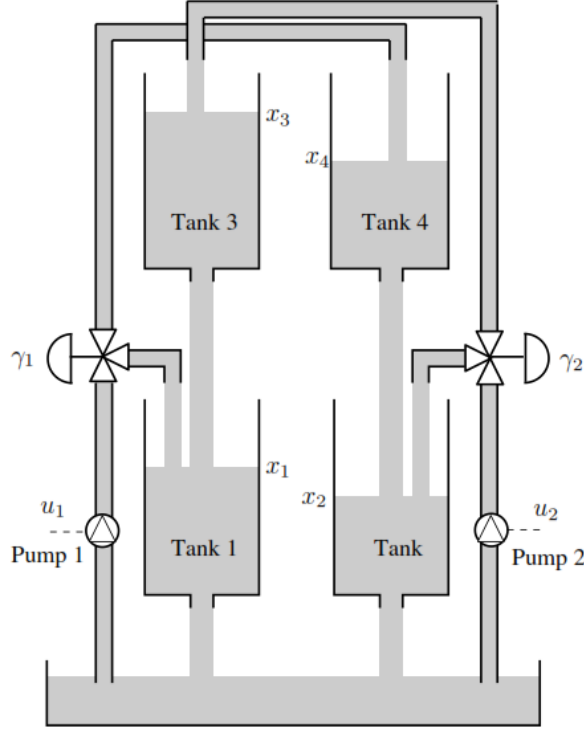 x₃
x₄
Tank 3
Tank 4
γ₁
γ₂
x₁
x₂
u₁
u₂
Tank 1
Tank
Pump 1
Pump 2